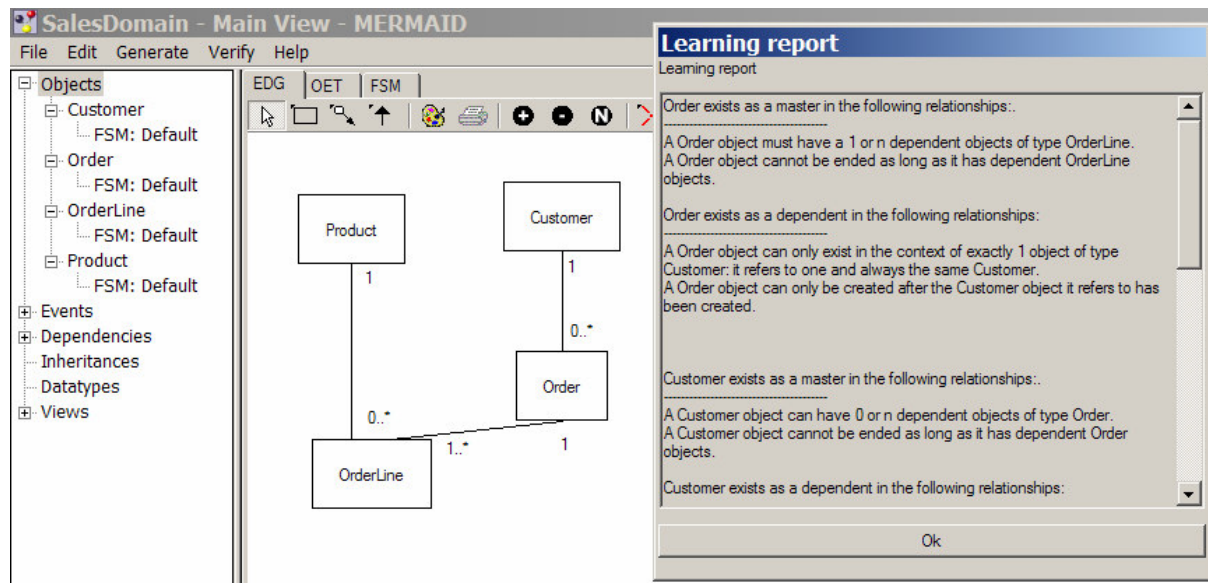 SalesDomain - Main View - MERMAID
File Edit Generate Verify Help
Objects
Customer
FSM: Default
Order
FSM: Default
OrderLine
FSM: Default
Product
FSM: Default
Events
Dependencies
Inheritances
Datatypes
Views
EDG OET FSM
N
Product
Customer
1
1
0..*
Order
0..*
1..*
1
OrderLine
Learning report
Learning report
Order exists as a master in the following relationships:.
--------------------------------------
A Order object must have a 1 or n dependent objects of type OrderLine.
A Order object cannot be ended as long as it has dependent OrderLine
objects.
Order exists as a dependent in the following relationships:
--------------------------------------
A Order object can only exist in the context of exactly 1 object of type
Customer: it refers to one and always the same Customer.
A Order object can only be created after the Customer object it refers to has
been created.
Customer exists as a master in the following relationships:.
--------------------------------------
A Customer object can have 0 or n dependent objects of type Order.
A Customer object cannot be ended as long as it has dependent Order
objects.
Customer exists as a dependent in the following relationships:
Ok